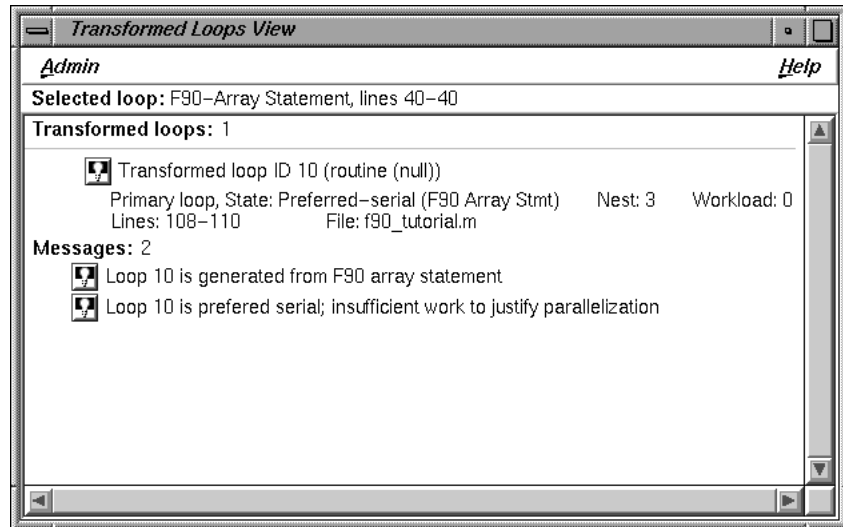 Transformed Loops View
Admin Help
Selected loop: F90-Array Statement, lines 40-40
Transformed loops: 1
Transformed loop ID 10 (routine (null))
Primary loop, State: Preferred-serial (F90 Array Stmt) Nest: 3 Workload: 0
Lines: 108-110 File: f90_tutorial.m
Messages: 2
Loop 10 is generated from F90 array statement
Loop 10 is prefered serial; insufficient work to justify parallelization